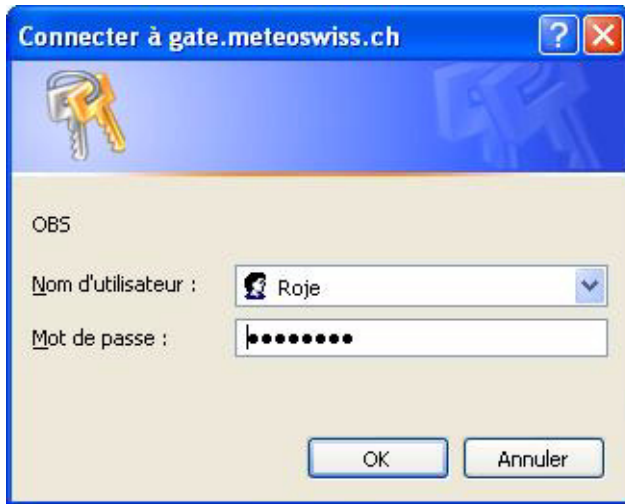 Connecter à gate.meteoswiss.ch
OBS
Nom d'utilisateur :
Roje
Mot de passe :
●●●●●●●●
OK
Annuler